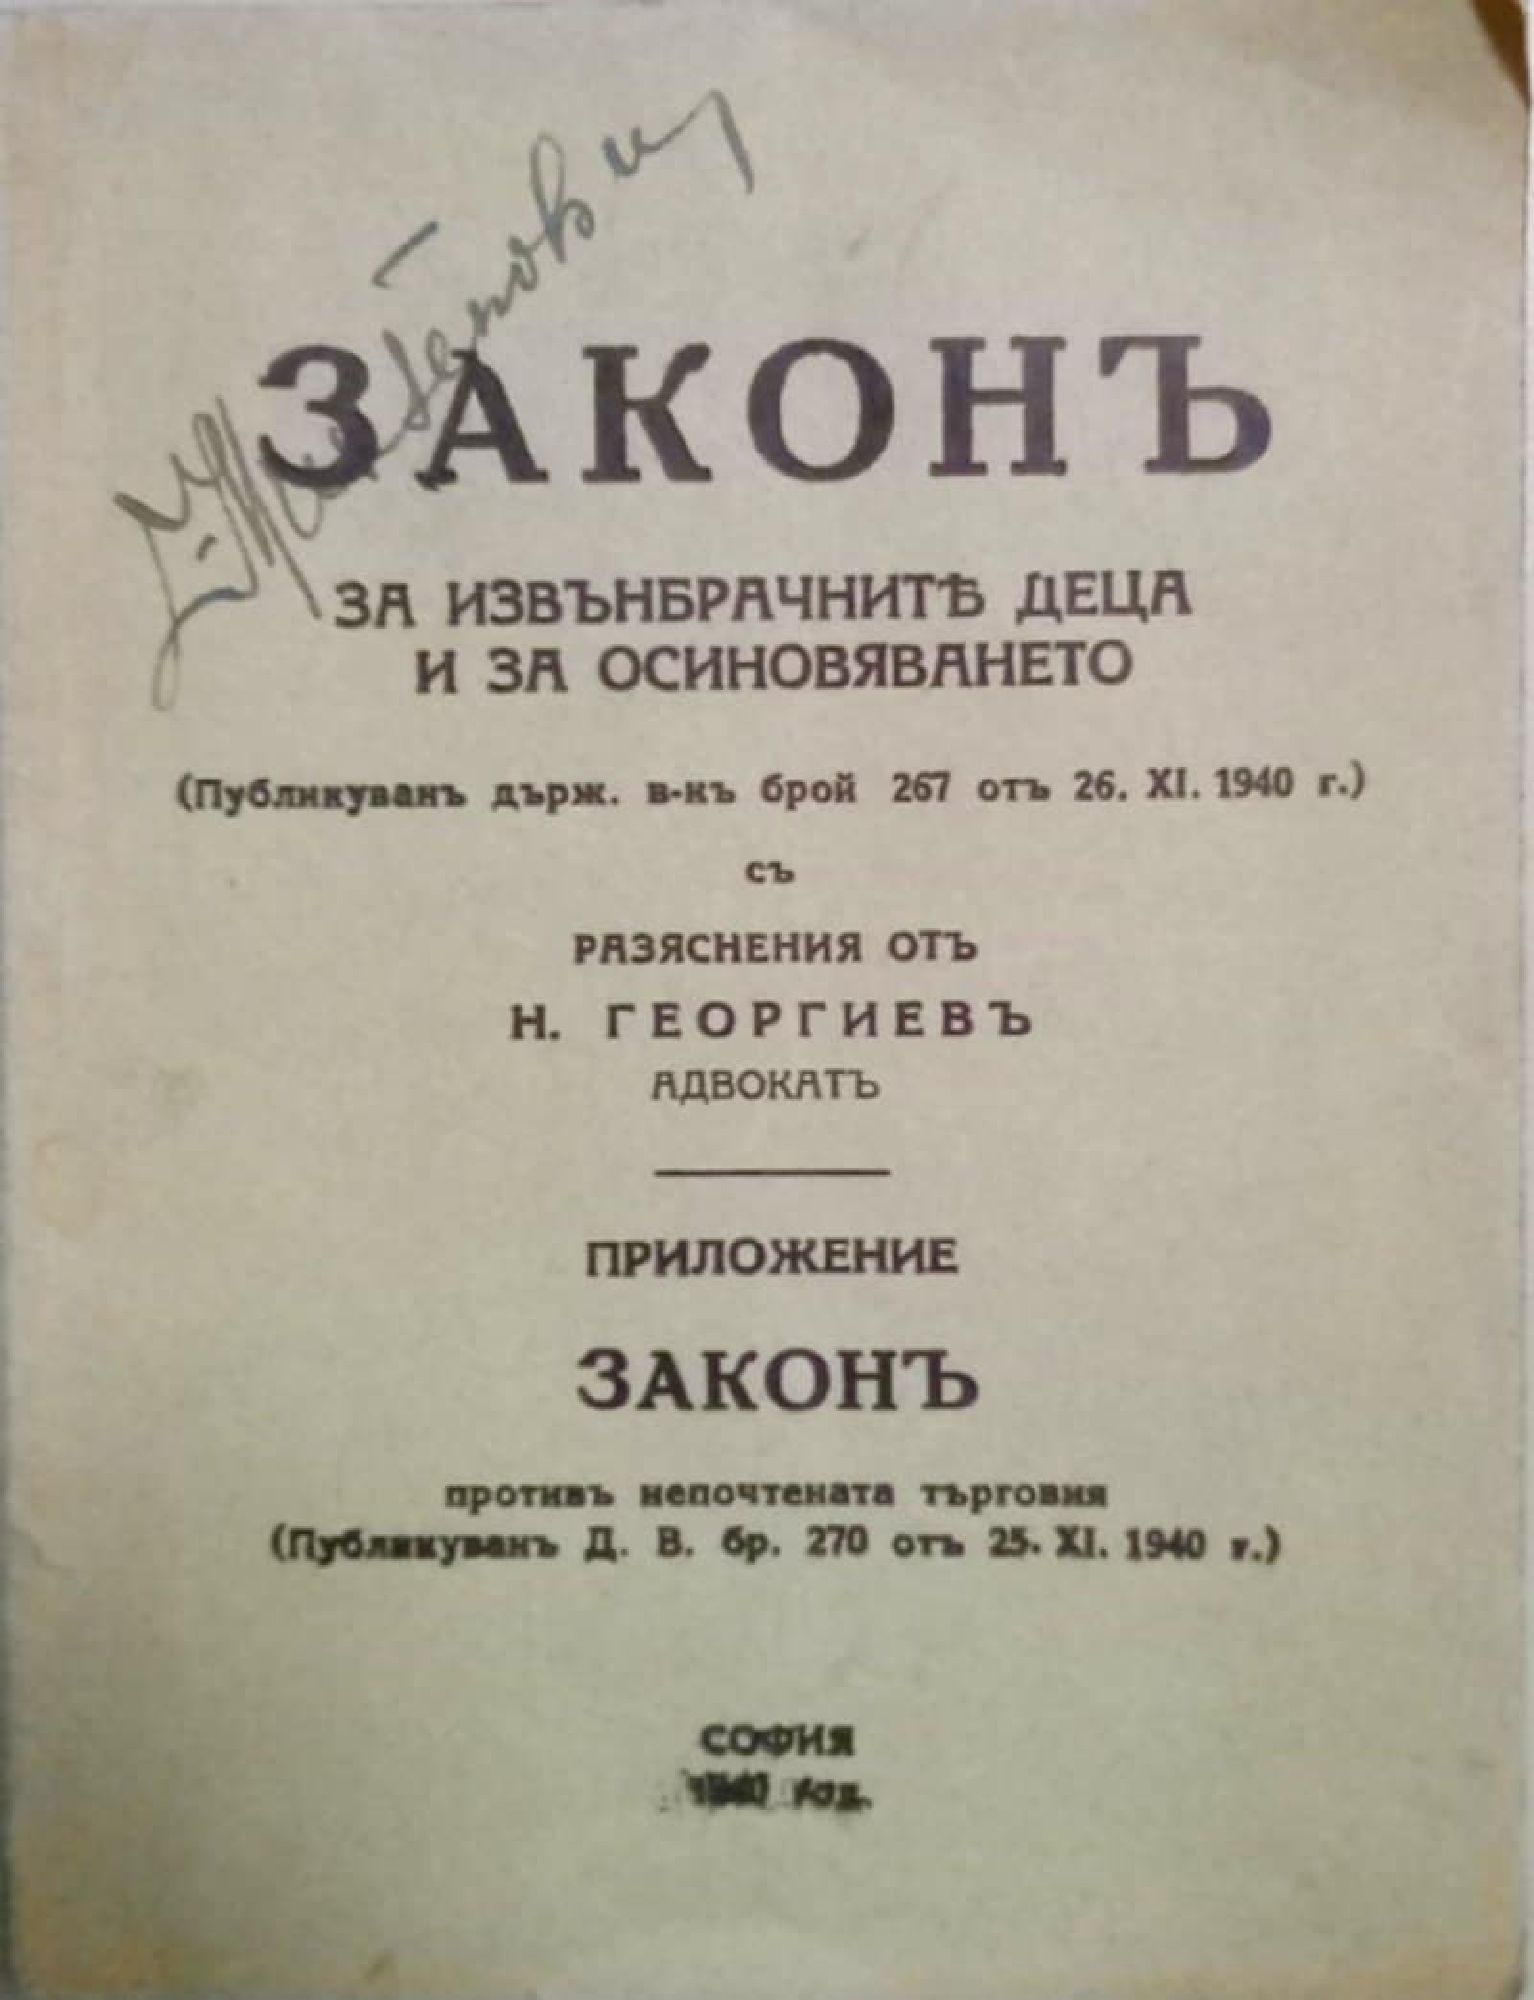 ЗАКОНЪ
ЗА ИЗВЪНБРАЧНИТѢ ДЕЦА
И ЗА ОСИНОВЯВАНЕТО
(Публикуванъ държ. в-къ брой 267 отъ 26. XI. 1940 г.)
съ
РАЗЯСНЕНИЯ ОТЪ
Н. ГЕОРГИЕВЪ
АДВОКАТЪ
ПРИЛОЖЕНИЕ
ЗАКОНЪ
противъ непочтената търговия
(Публикуванъ Д. В. бр. 270 отъ 25. XI. 1940 г.)
СОФИЯ
год.